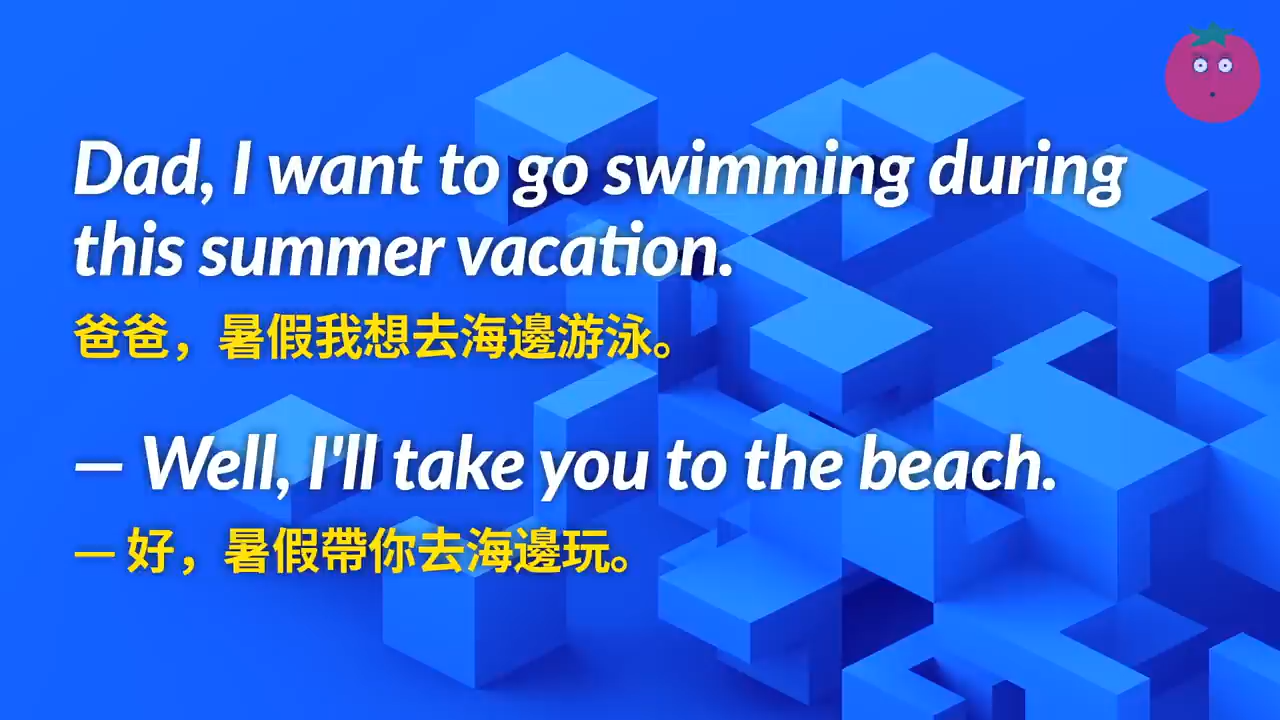 Dad, I want to go swimming during
this summer vacation.
爸爸，暑假我想去海邊游泳。
— Well, I'll take you to the beach.
— 好，暑假帶你去海邊玩。